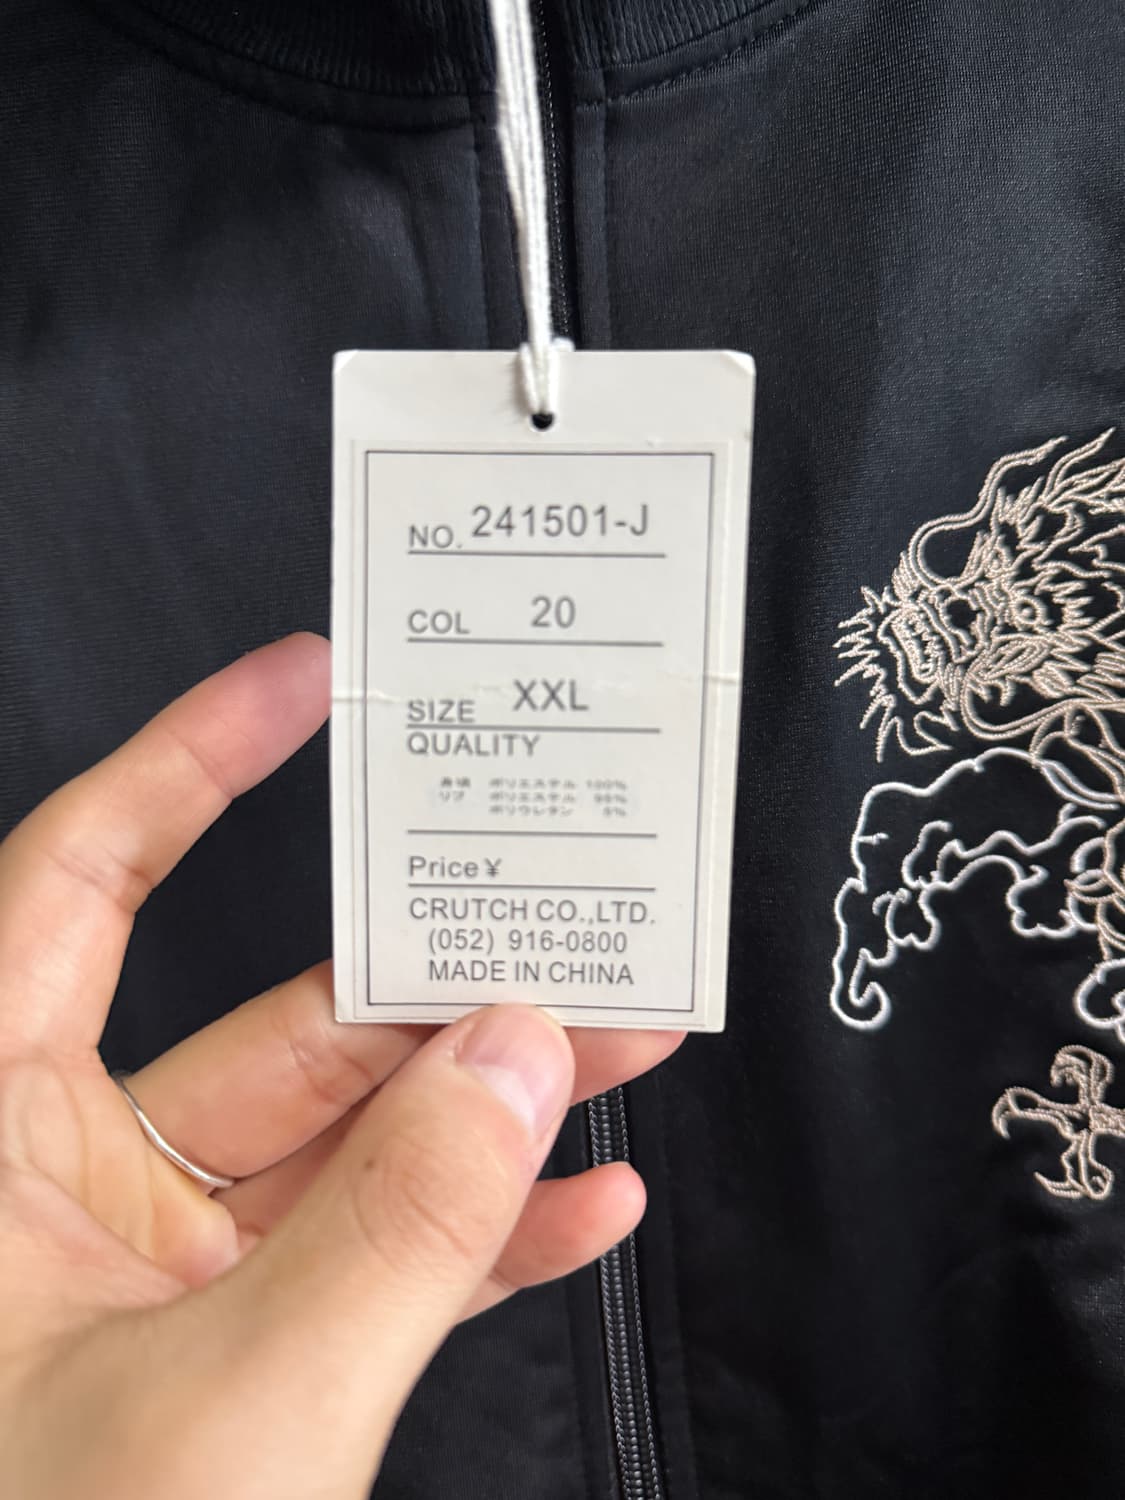 NO. 241501-J
COL 20
SIZE XXL
QUALITY
身頃 ポリエステル 100%
リブ ポリエステル 95%
ポリウレタン 5%
Price ¥
CRUTCH CO.,LTD.
(052) 916-0800
MADE IN CHINA